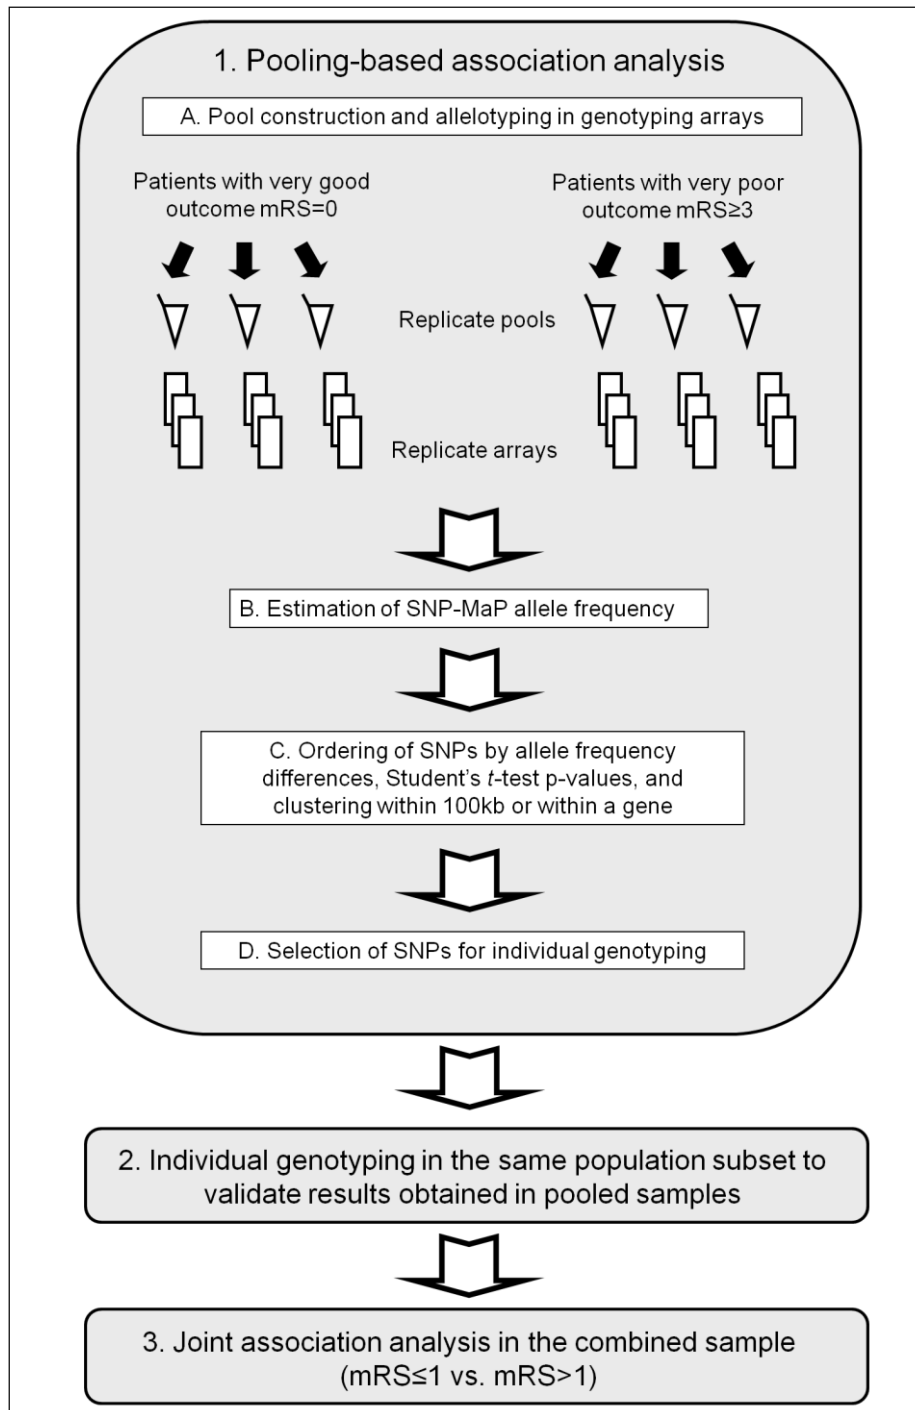 1. Pooling-based association analysis
A. Pool construction and allelotyping in genotyping arrays
Patients with very good
outcome mRS=0
Patients with very poor
outcome mRS≥3
Replicate pools
Replicate arrays
B. Estimation of SNP-MaP allele frequency
C. Ordering of SNPs by allele frequency
differences, Student's t-test p-values, and
clustering within 100kb or within a gene
D. Selection of SNPs for individual genotyping
2. Individual genotyping in the same population subset to
validate results obtained in pooled samples
3. Joint association analysis in the combined sample
(mRS≤1 vs. mRS>1)